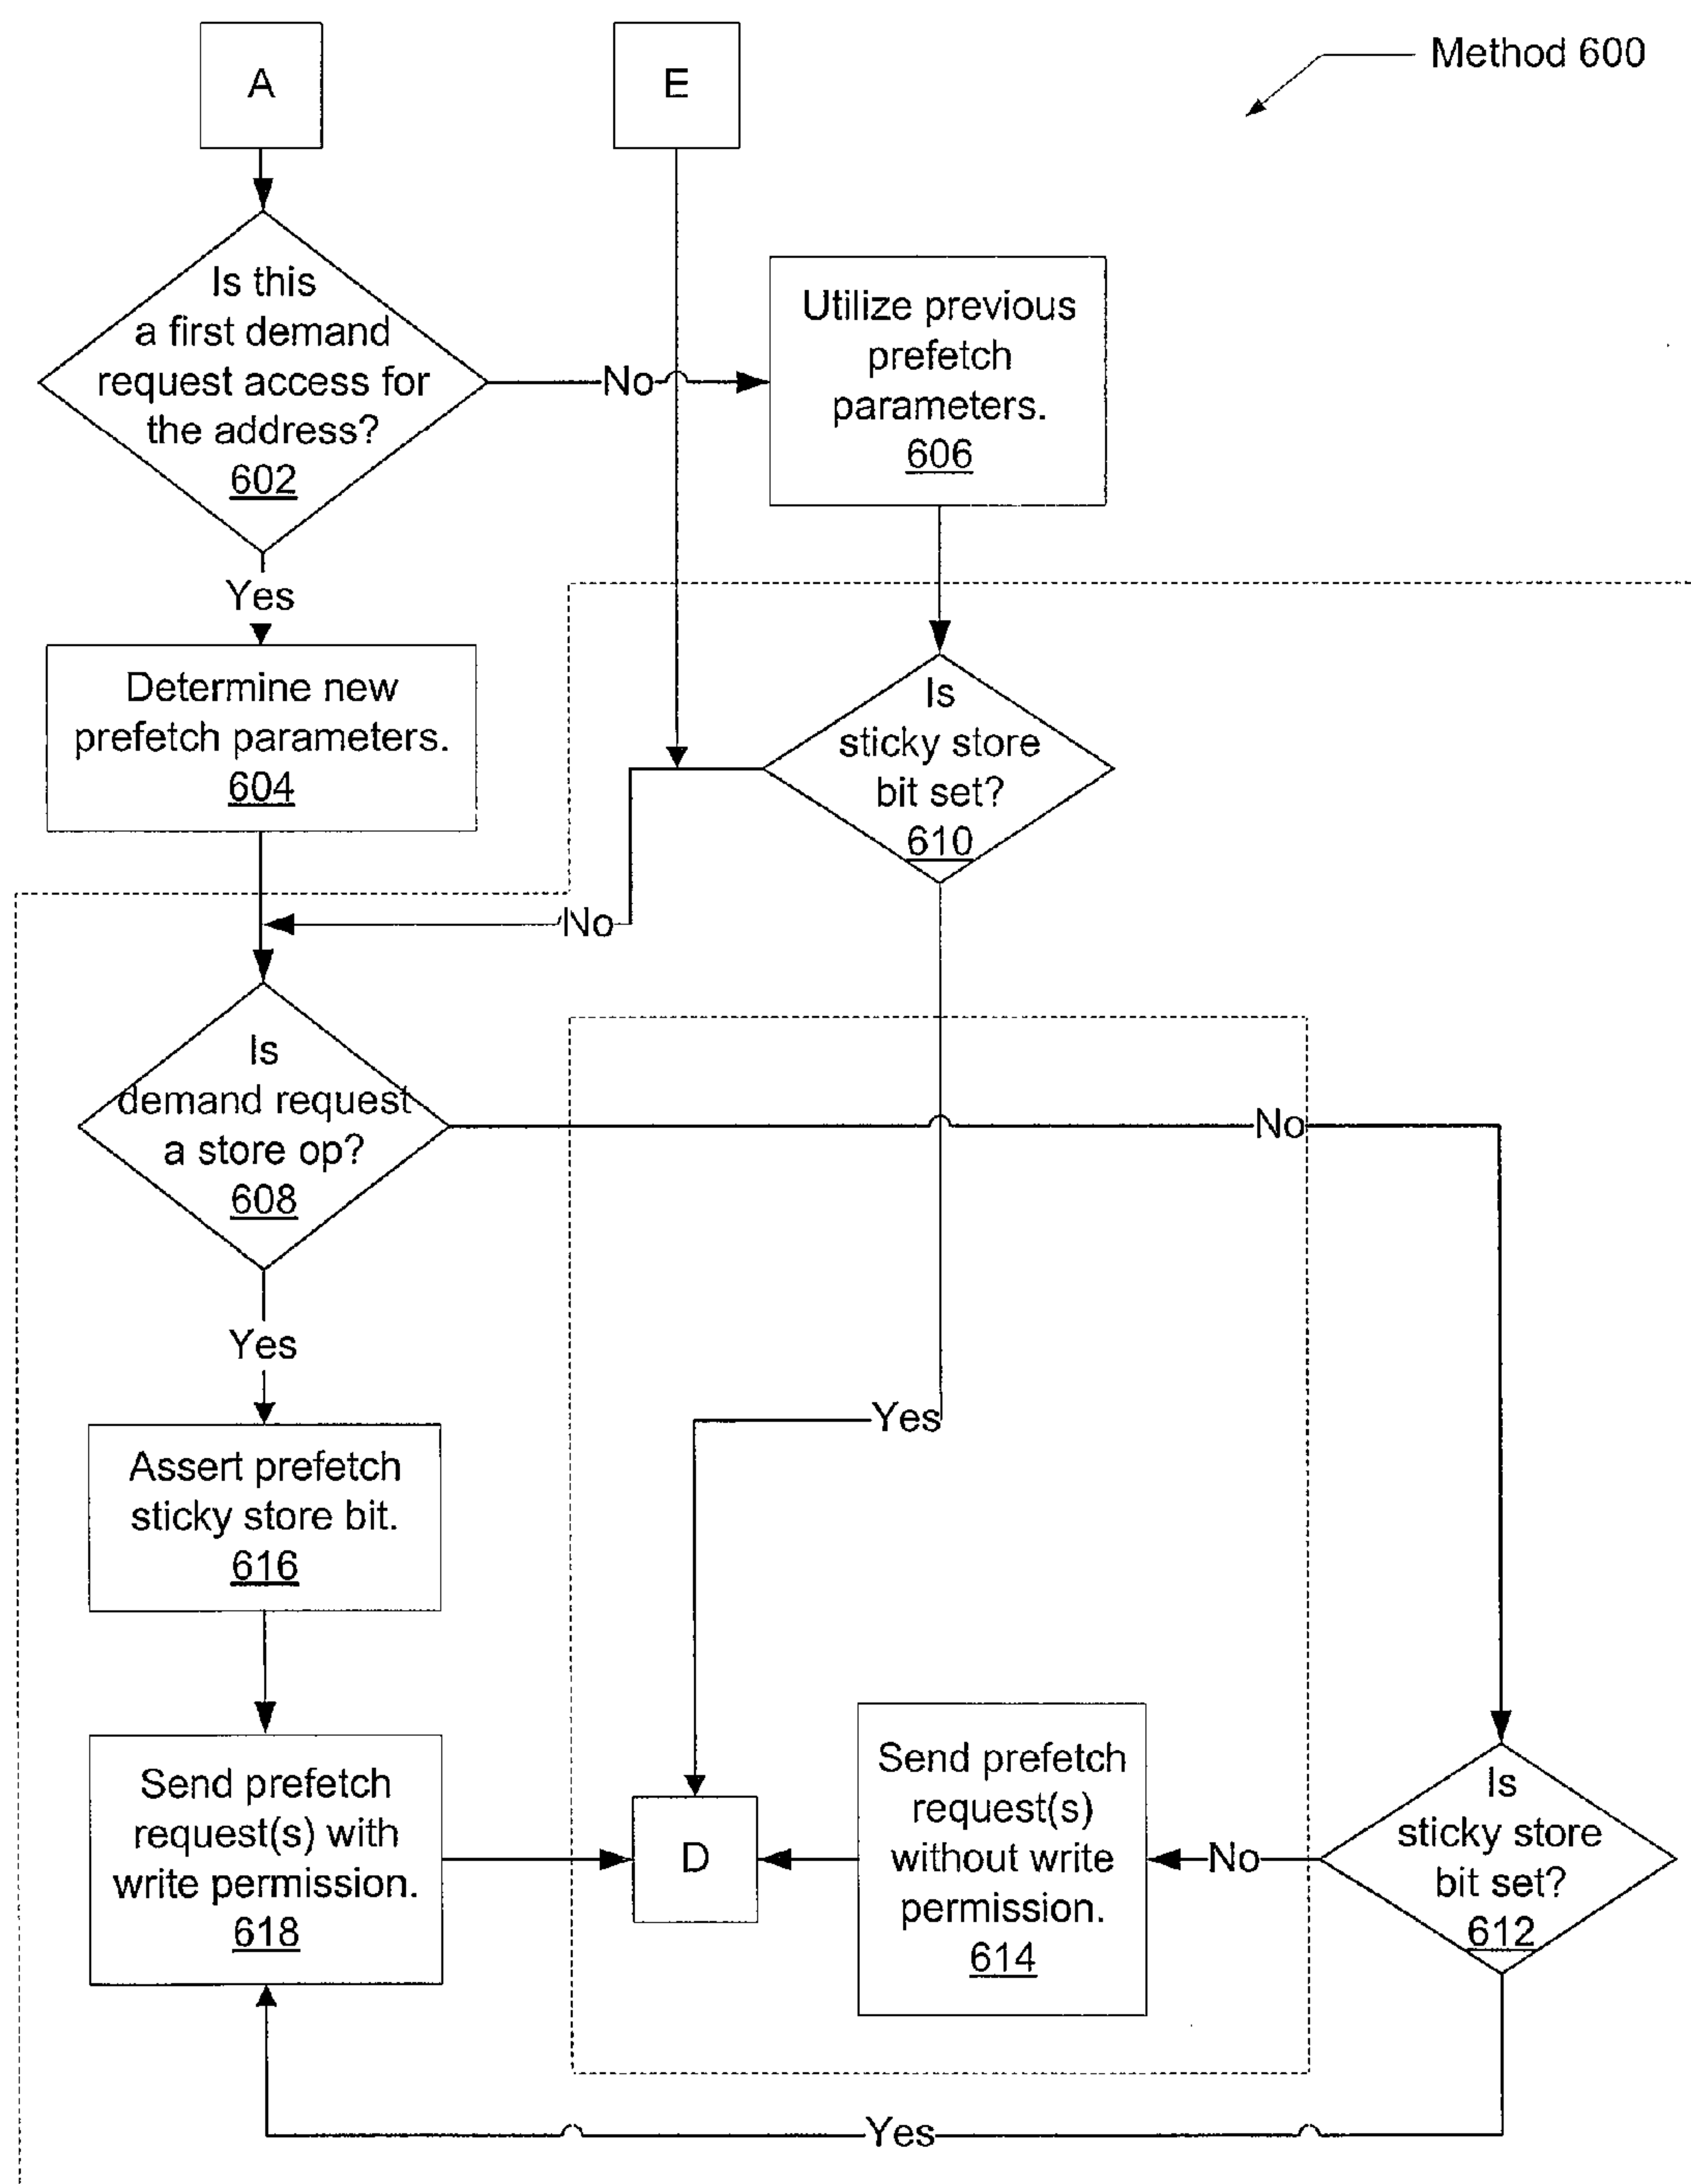 Method 600
A
E
Is this
a first demand
request access for
the address?
602
No
Utilize previous
prefetch
parameters.
606
Yes
Determine new
prefetch parameters.
604
Is
sticky store
bit set?
610
No
Is
demand request
a store op?
608
No
Yes
Yes
Assert prefetch
sticky store bit.
616
Send prefetch
request(s) with
write permission.
618
D
Send prefetch
request(s)
without write
permission.
614
No
Is
sticky store
bit set?
612
Yes